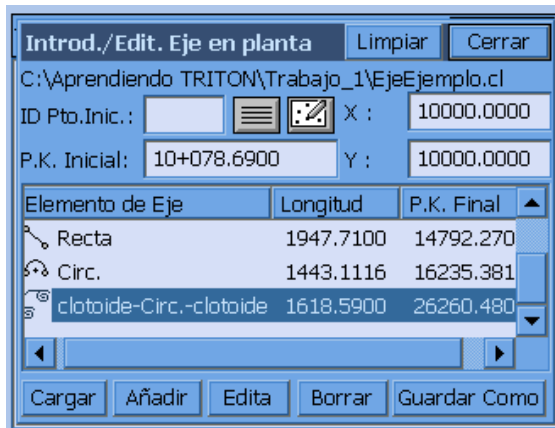 Introd./Edit. Eje en planta Limpiar Cerrar
C:\Aprendiendo TRITON\Trabajo_1\EjeEjemplo.cl
ID Pto.Inic.: X : 10000.0000
P.K. Inicial: 10+078.6900 Y : 10000.0000
Elemento de Eje Longitud P.K. Final
Recta 1947.7100 14792.270
Circ. 1443.1116 16235.381
clotoide-Circ.-clotoide 1618.5900 26260.480
Cargar Añadir Edita Borrar Guardar Como